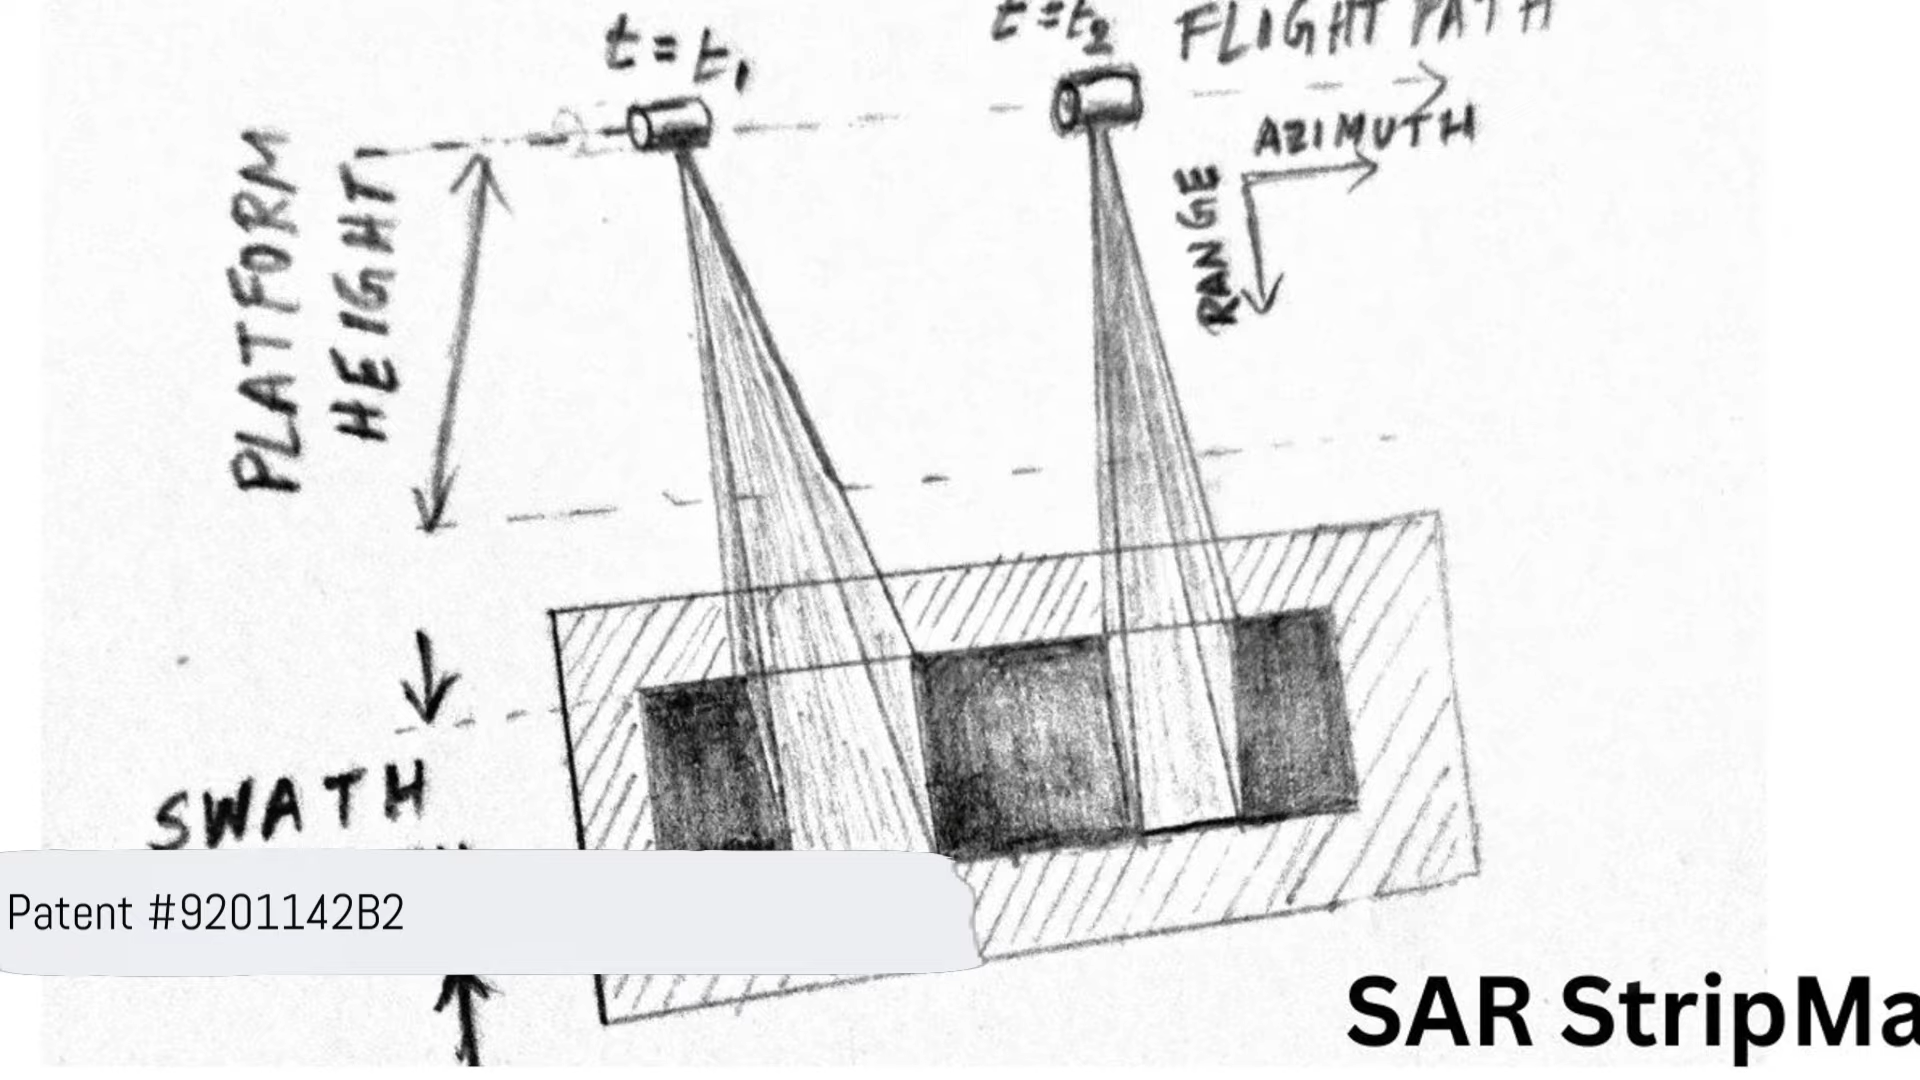 t = t1
t = t2
FLIGHT PATH
AZIMUTH
RANGE
PLATFORM
HEIGHT
SWATH
Patent #9201142B2
SAR StripMa